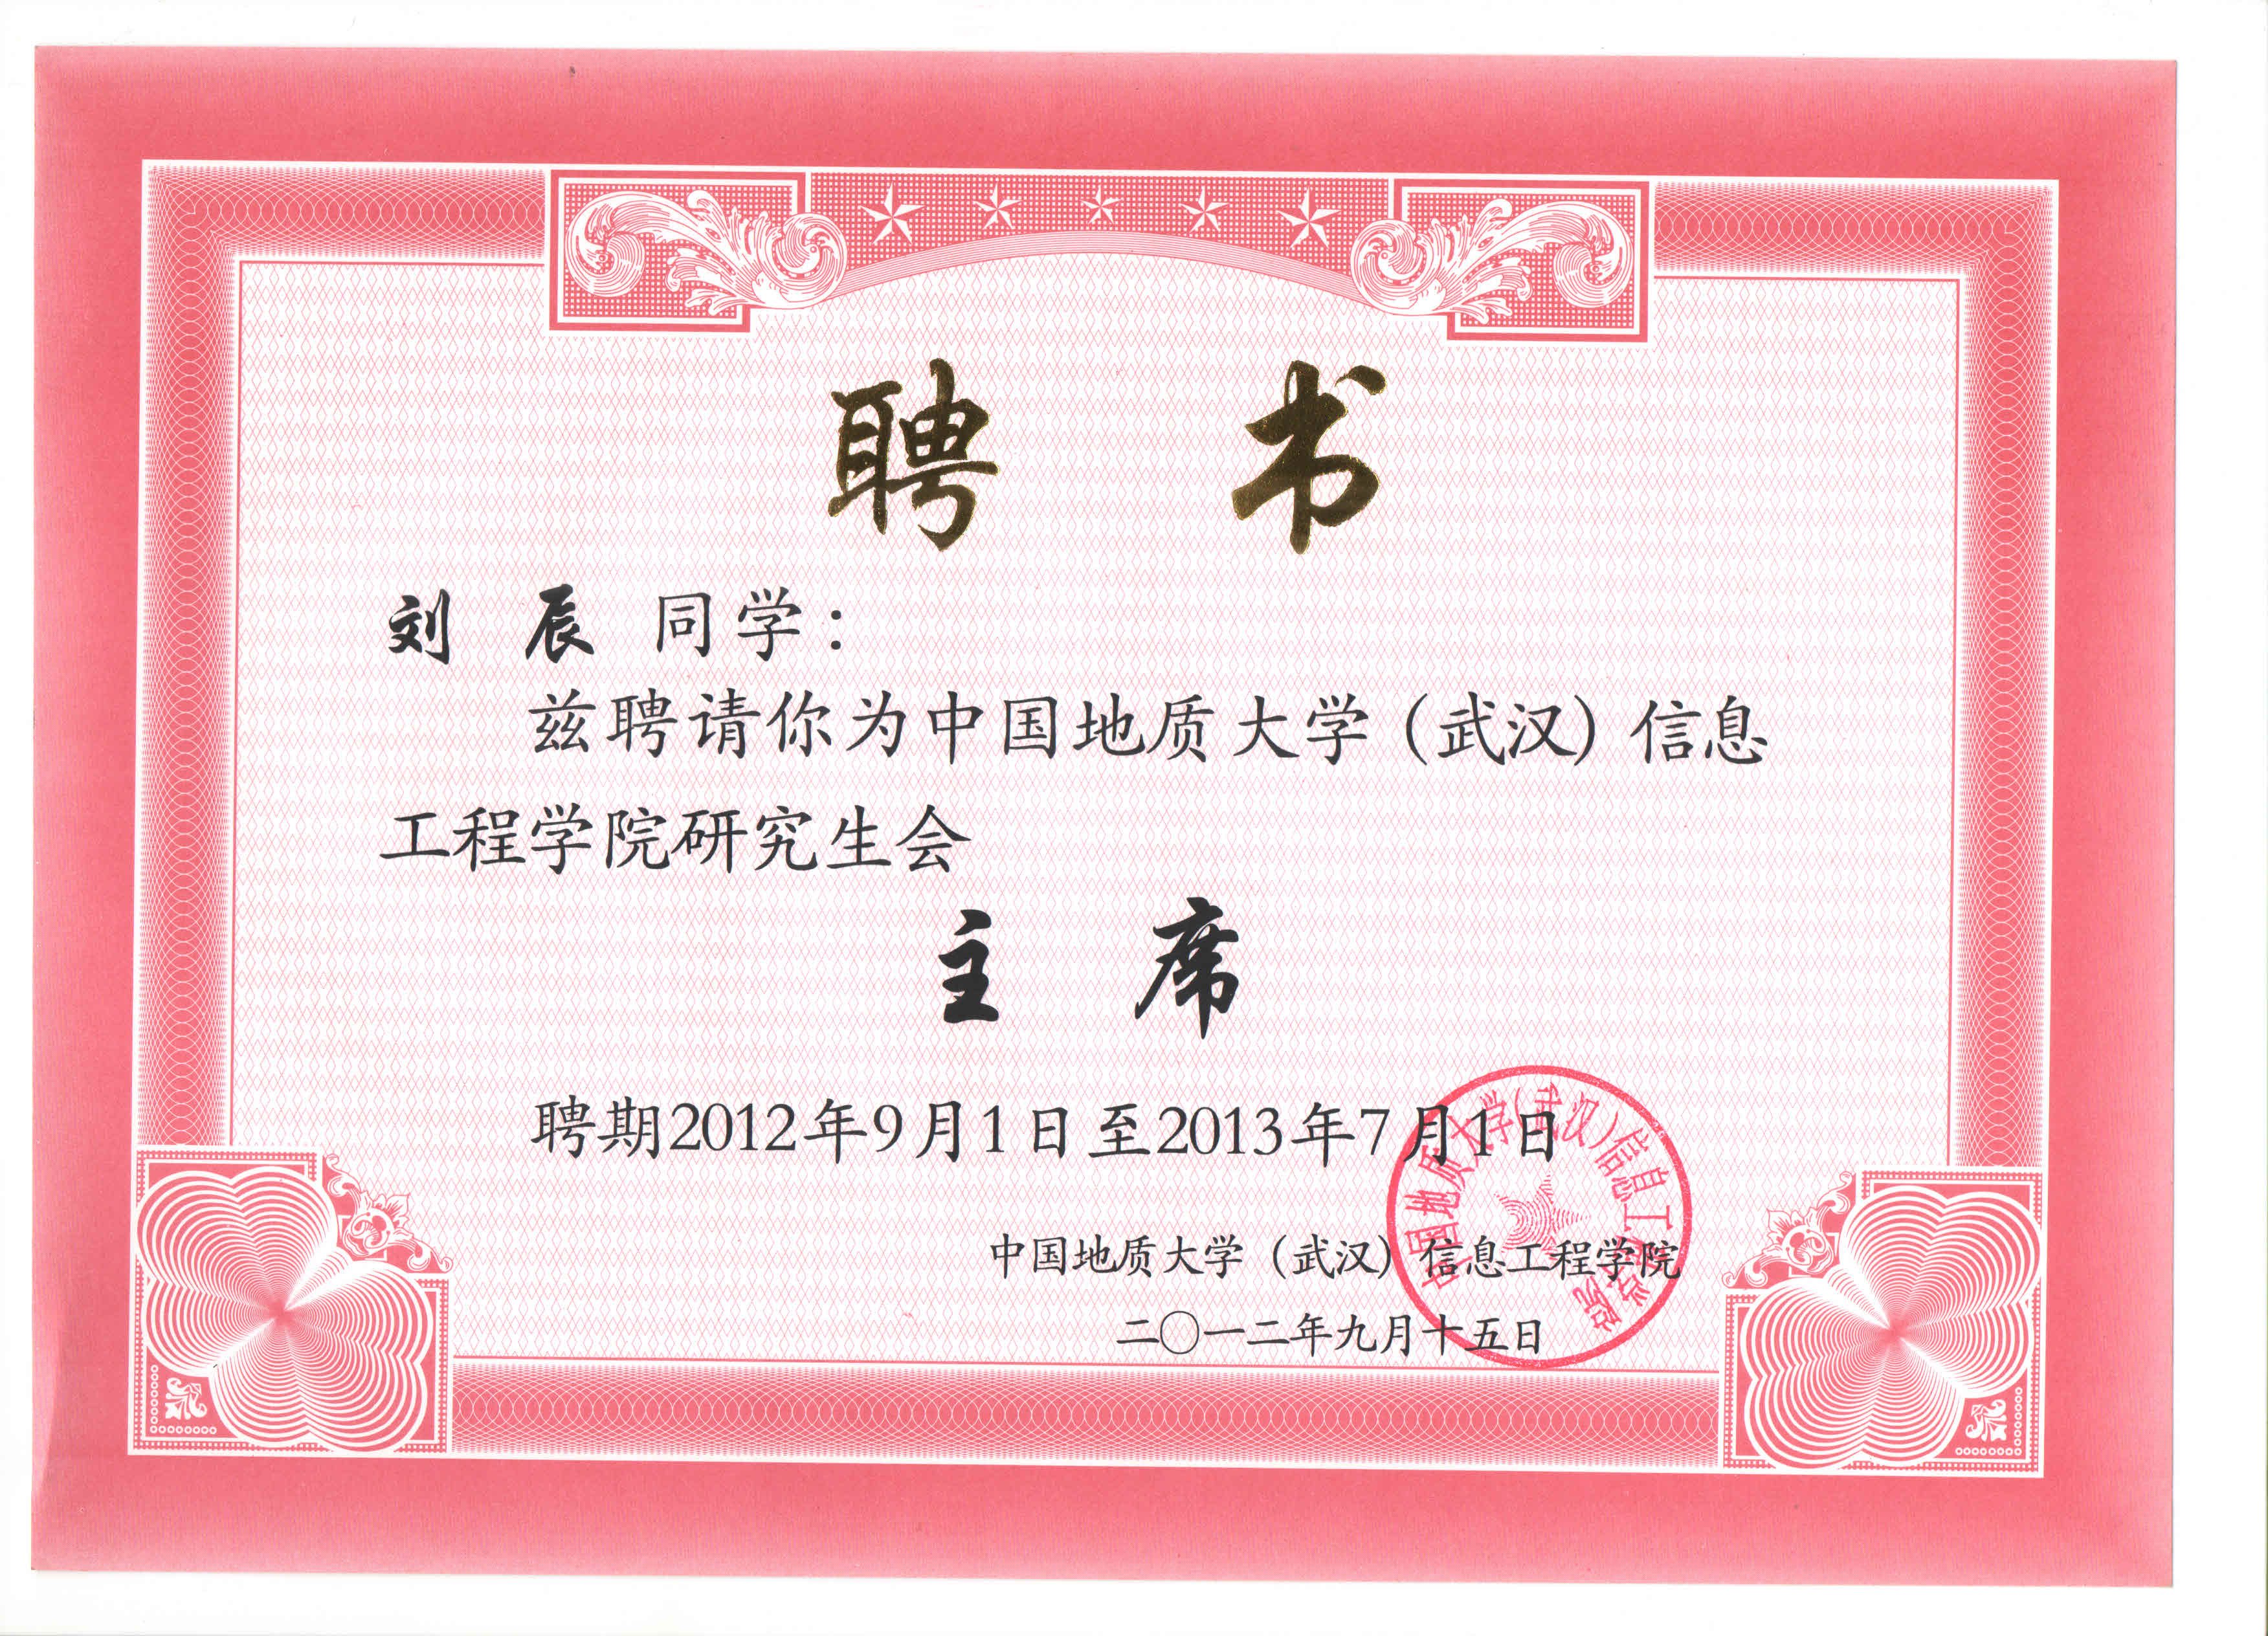 聘 书
刘 辰 同学：
兹聘请你为中国地质大学（武汉）信息
工程学院研究生会
主 席
聘期2012年9月1日至2013年7月1日
中国地质大学（武汉）信息工程学院
二〇一二年九月十五日
中国地质大学(武汉)信息工程学院